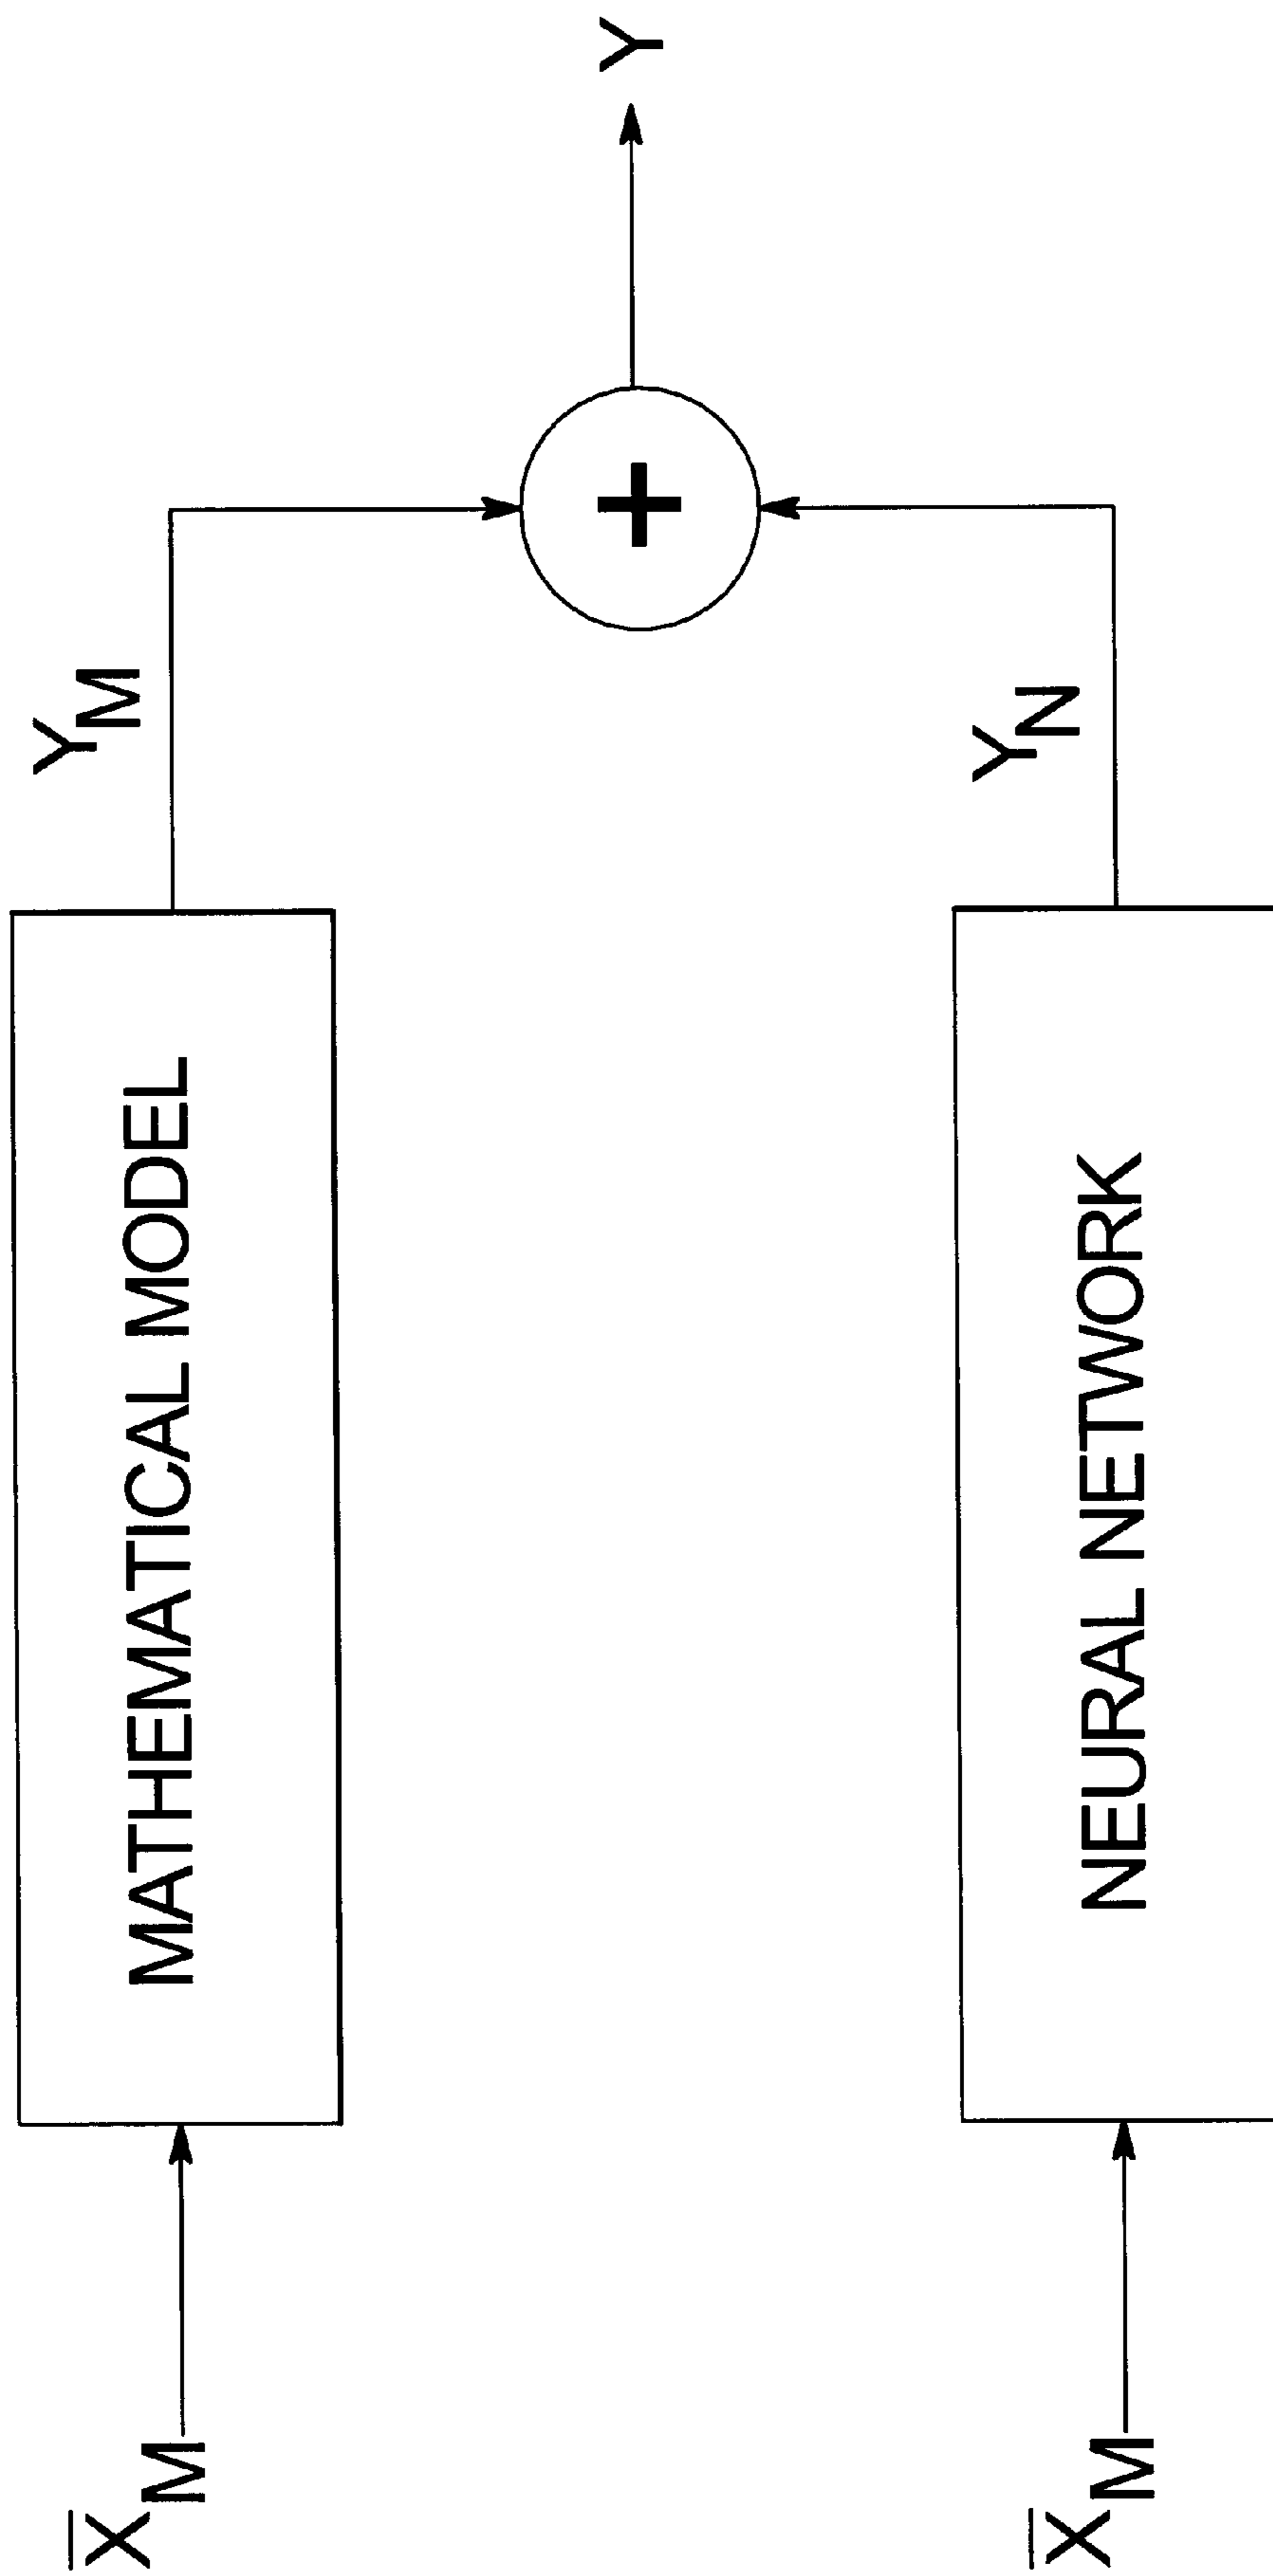 X̅M
MATHEMATICAL MODEL
YM
+
Y
X̅M
NEURAL NETWORK
YN